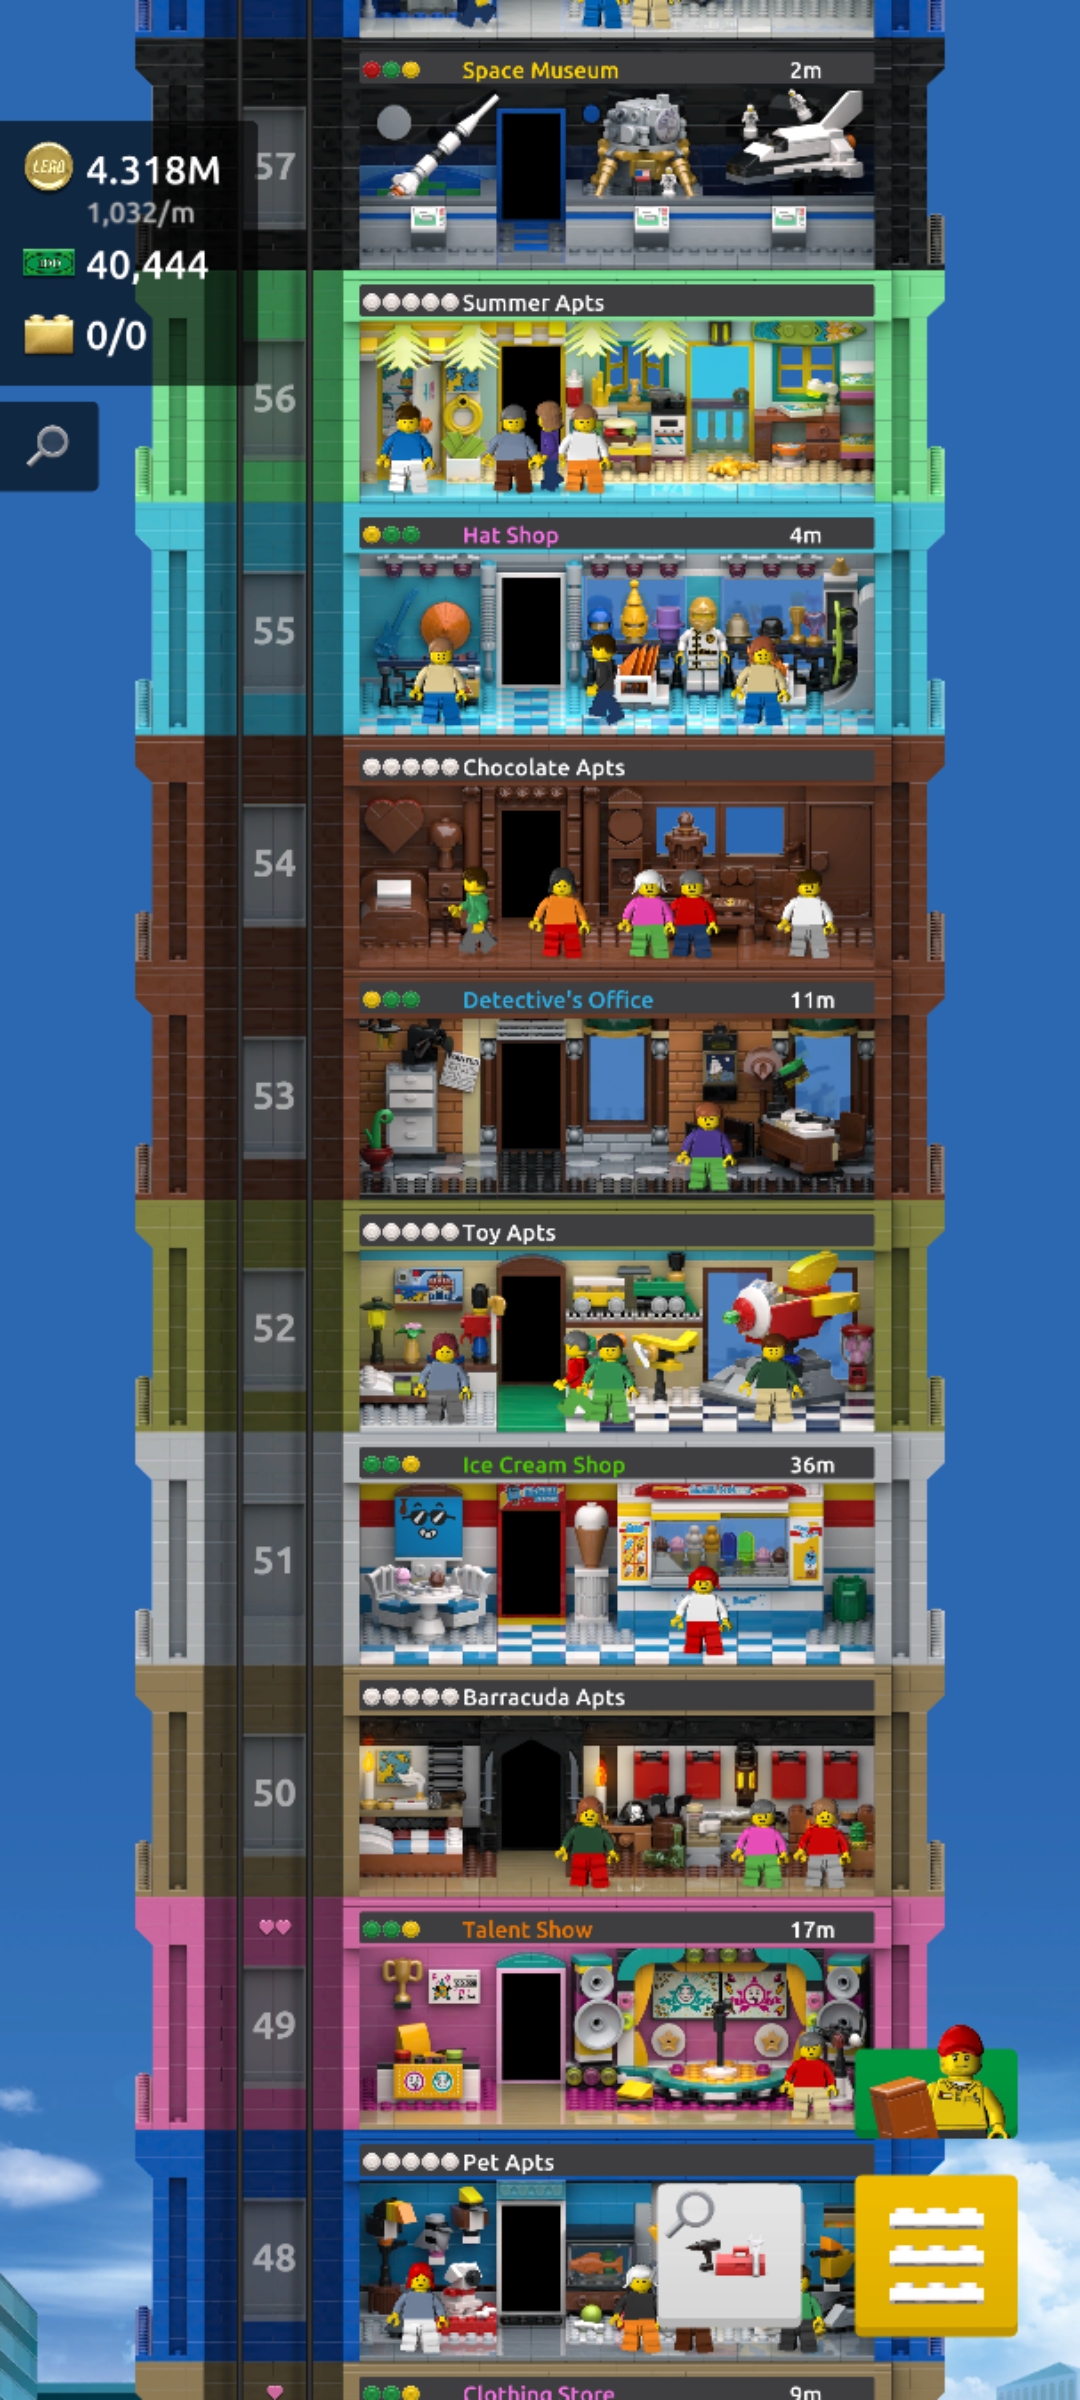 Space Museum 2m
57
LEGO 4.318M
1,032/m
40,444
0/0
Summer Apts
56
Hat Shop 4m
55
Chocolate Apts
54
Detective's Office 11m
53
WANTED
Toy Apts
52
Ice Cream Shop 36m
51
Barracuda Apts
50
Talent Show 17m
49
Pet Apts
48
Clothing Store 9m